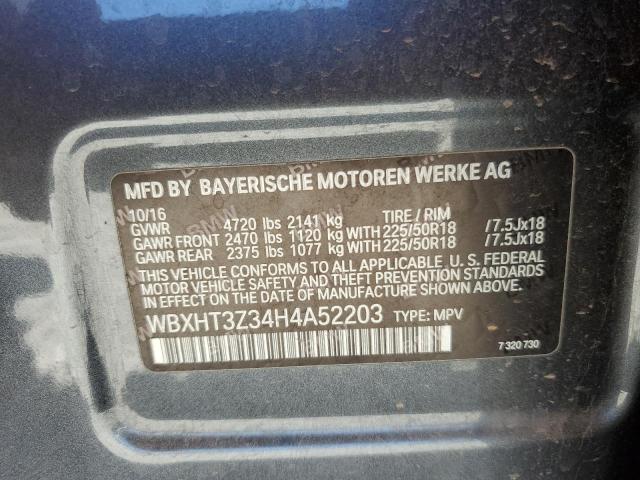 MFD BY BAYERISCHE MOTOREN WERKE AG
10/16 TIRE / RIM
GVWR 4720 lbs 2141 kg
GAWR FRONT 2470 lbs 1120 kg WITH 225/50R18 /7.5Jx18
GAWR REAR 2375 lbs 1077 kg WITH 225/50R18 /7.5Jx18
THIS VEHICLE CONFORMS TO ALL APPLICABLE U. S. FEDERAL
MOTOR VEHICLE SAFETY AND THEFT PREVENTION STANDARDS
IN EFFECT ON THE DATE OF MANUFACTURE SHOWN ABOVE.
WBXHT3Z34H4A52203 TYPE: MPV
7 320 730